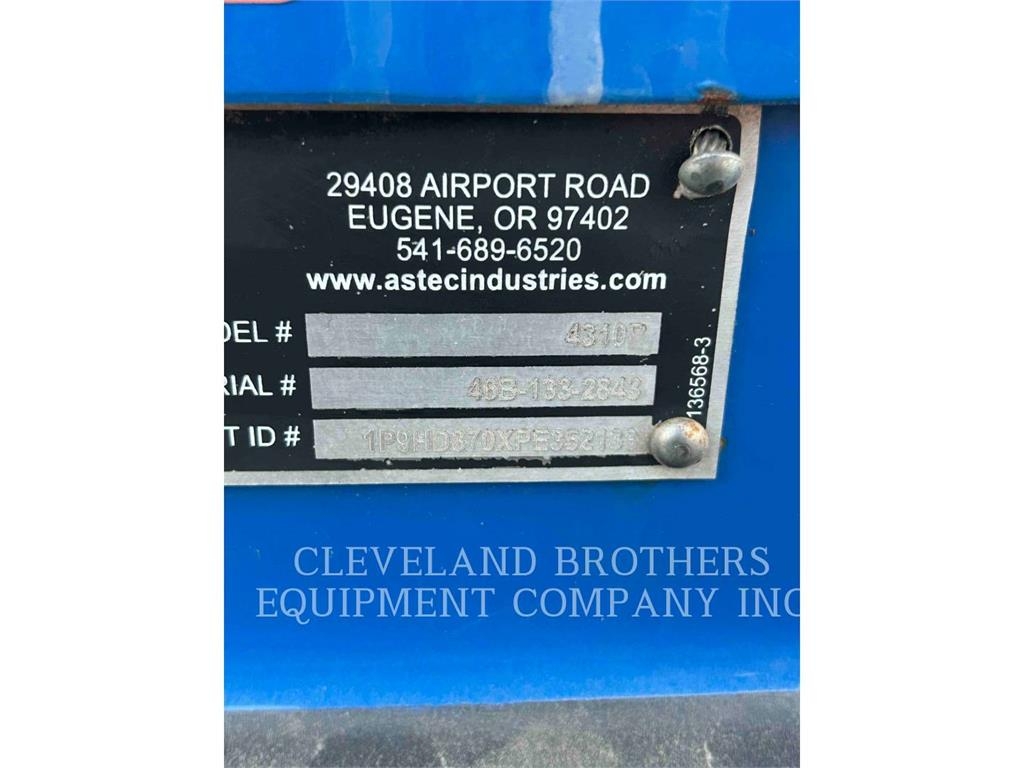 29408 AIRPORT ROAD
EUGENE, OR 97402
541-689-6520
www.astecindustries.com
DEL #
RIAL #
46B-133-2843
T ID #
136568-3
CLEVELAND BROTHERS
EQUIPMENT COMPANY INC